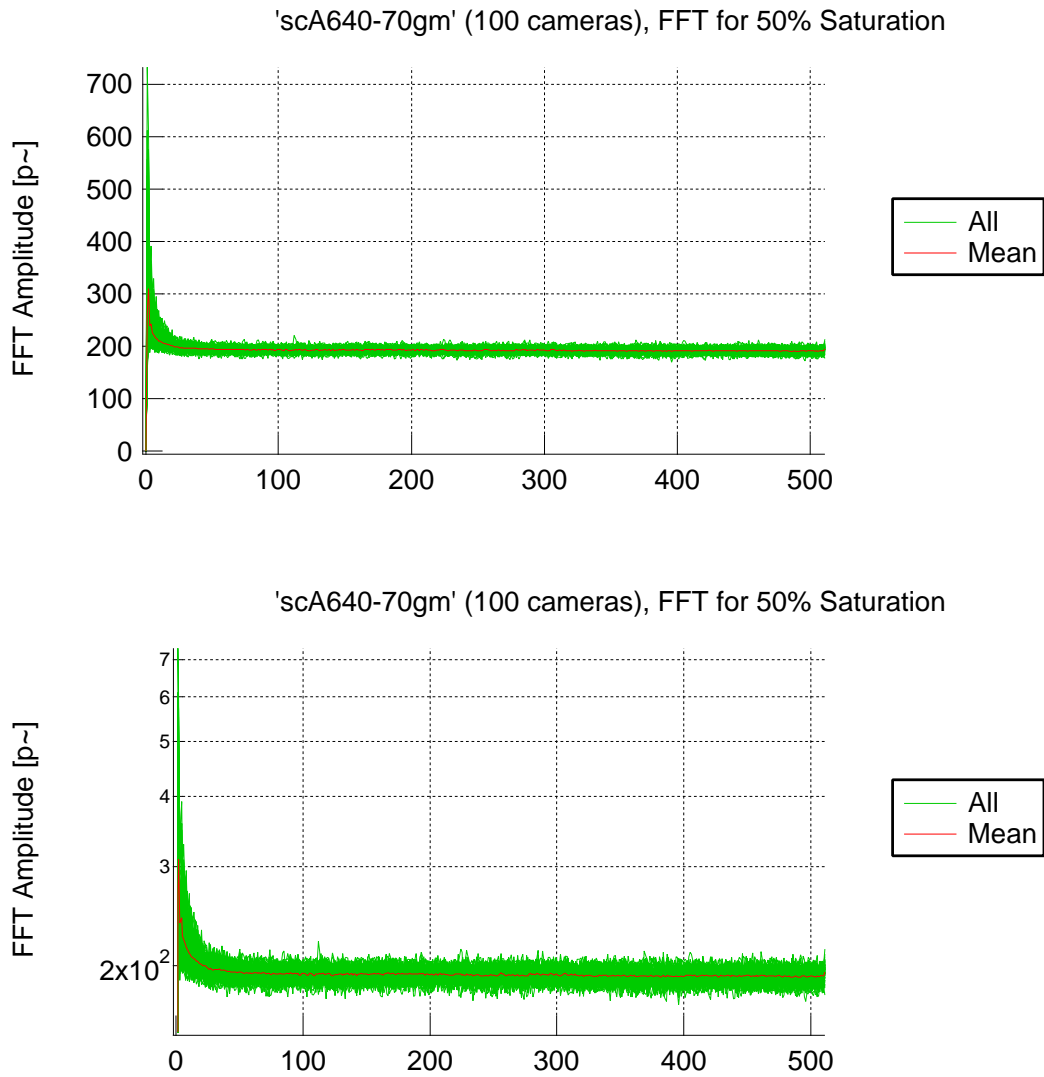 'scA640-70gm' (100 cameras), FFT for 50% Saturation
FFT Amplitude [p~]
700
600
500
400
300
200
100
0
0 100 200 300 400 500
All
Mean
'scA640-70gm' (100 cameras), FFT for 50% Saturation
FFT Amplitude [p~]
7
6
5
4
3
2x10²
0 100 200 300 400 500
All
Mean